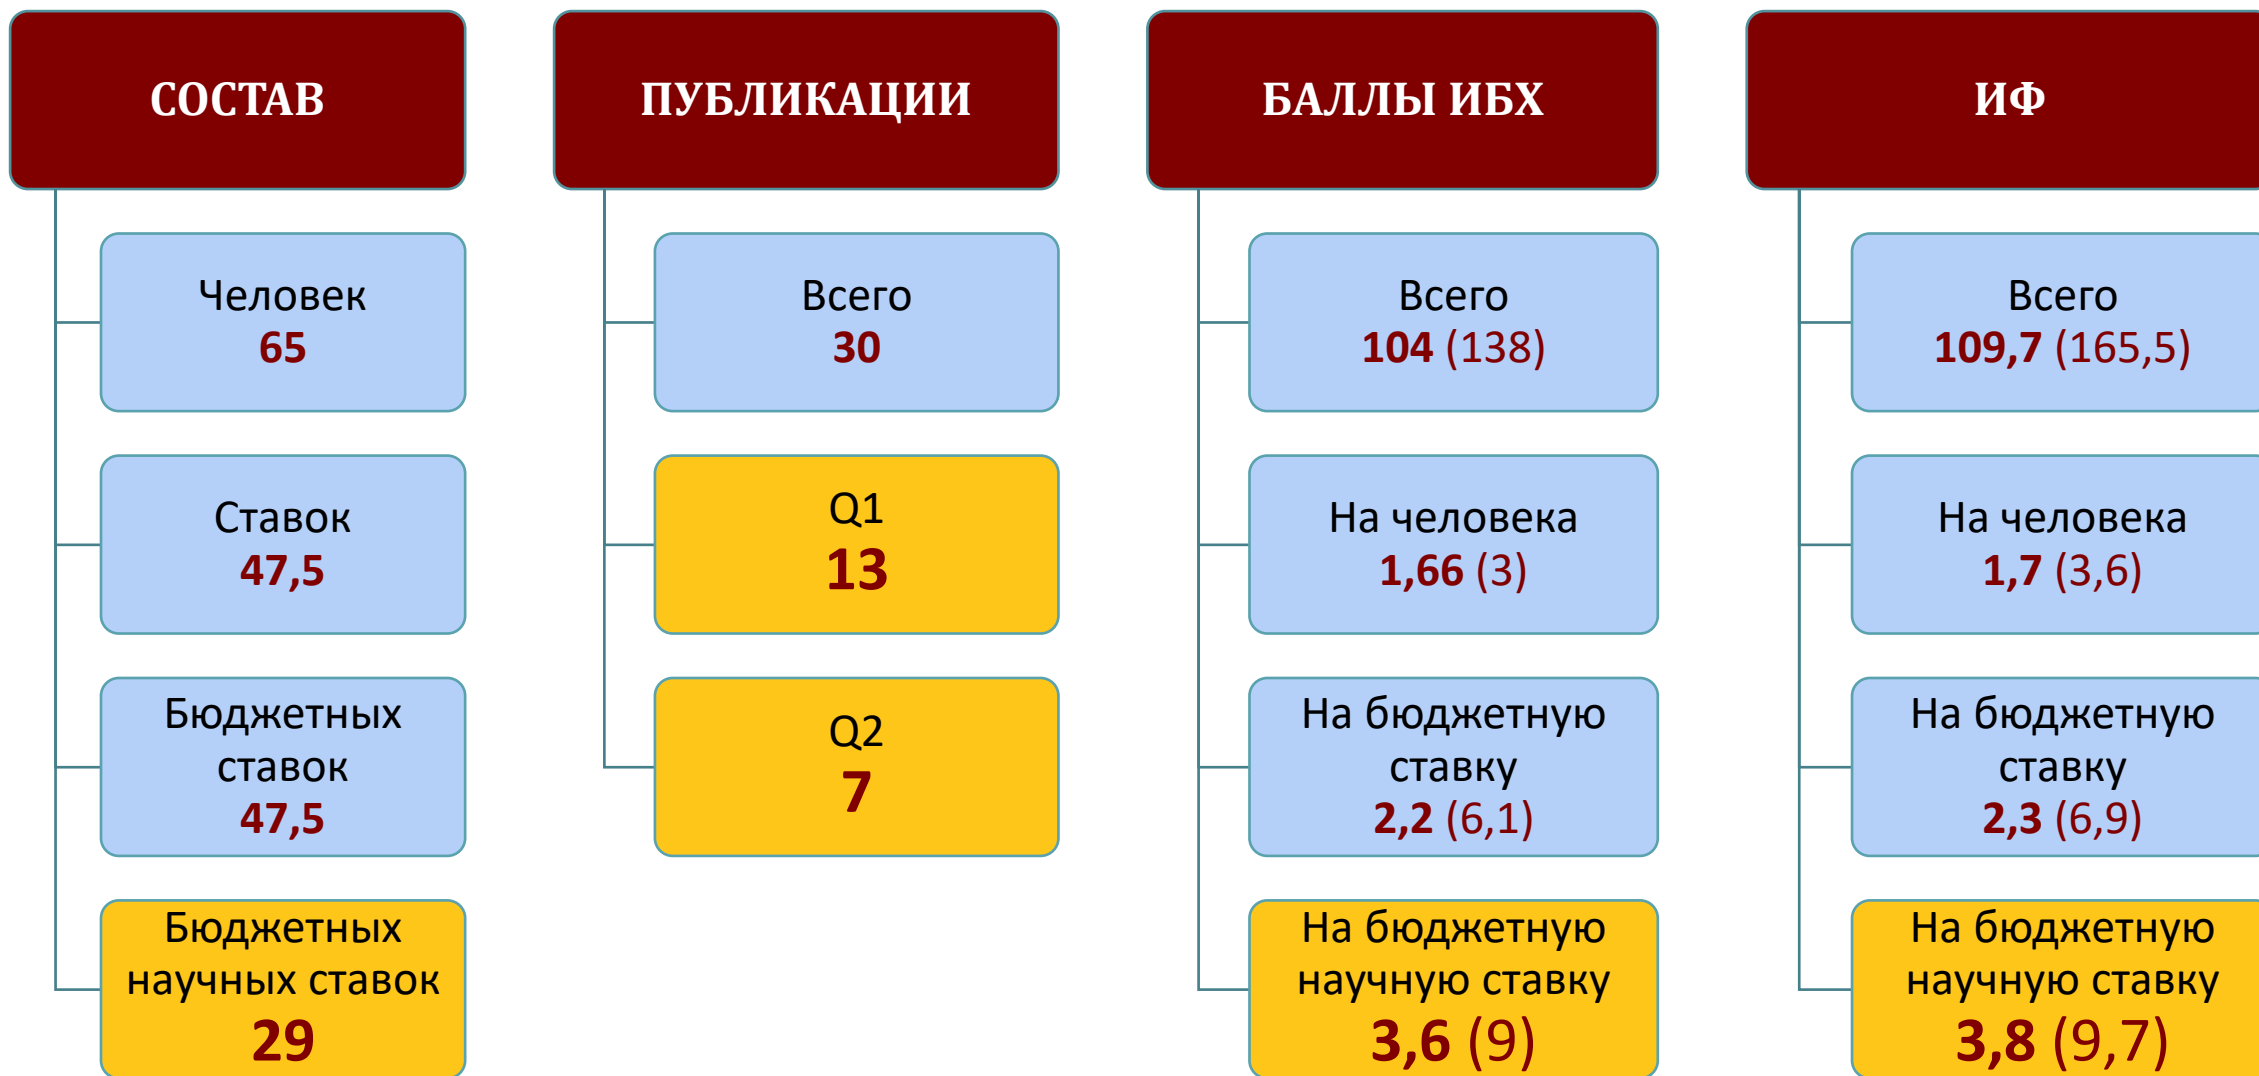 СОСТАВ
Человек
65
Ставок
47,5
Бюджетных
ставок
47,5
Бюджетных
научных ставок
29
ПУБЛИКАЦИИ
Всего
30
Q1
13
Q2
7
БАЛЛЫ ИБХ
Всего
104 (138)
На человека
1,66 (3)
На бюджетную
ставку
2,2 (6,1)
На бюджетную
научную ставку
3,6 (9)
ИФ
Всего
109,7 (165,5)
На человека
1,7 (3,6)
На бюджетную
ставку
2,3 (6,9)
На бюджетную
научную ставку
3,8 (9,7)